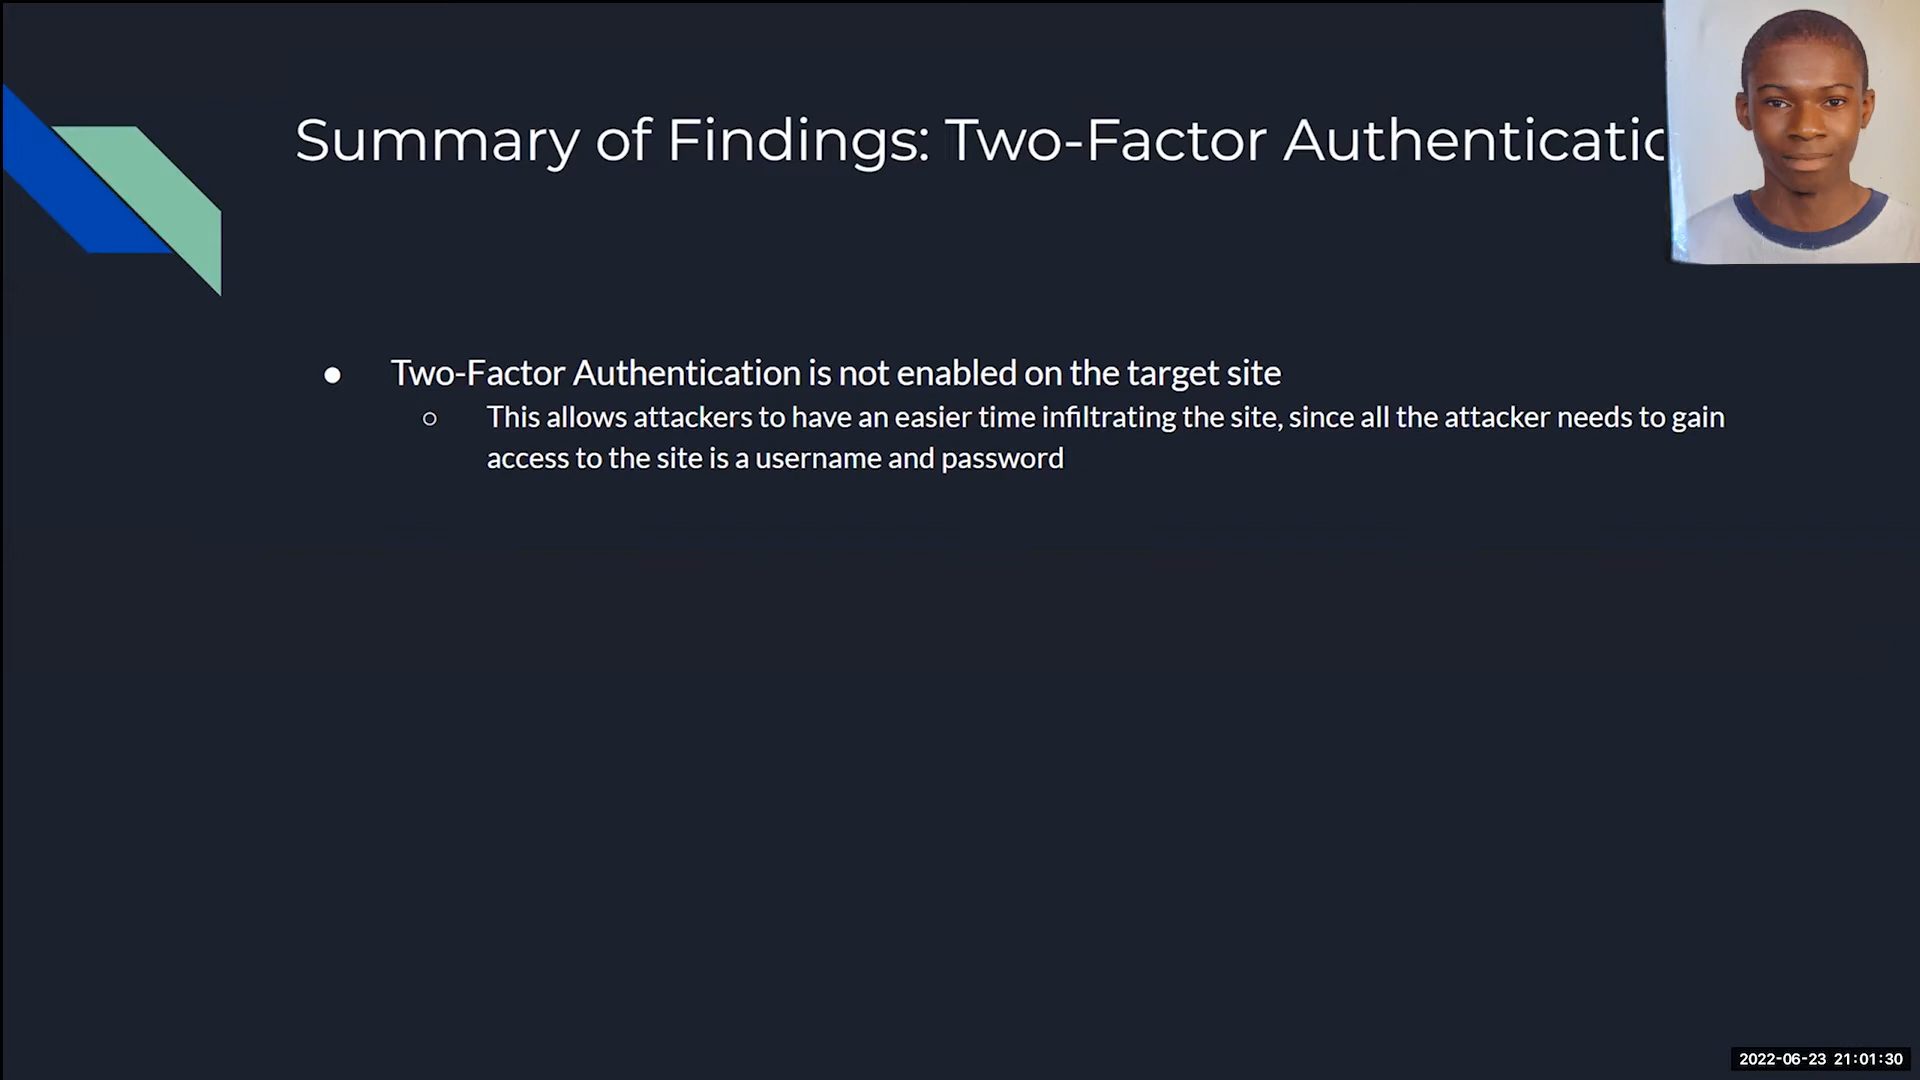 Summary of Findings: Two-Factor Authenticatio
● Two-Factor Authentication is not enabled on the target site
○ This allows attackers to have an easier time infiltrating the site, since all the attacker needs to gain
access to the site is a username and password
2022-06-23 21:01:30